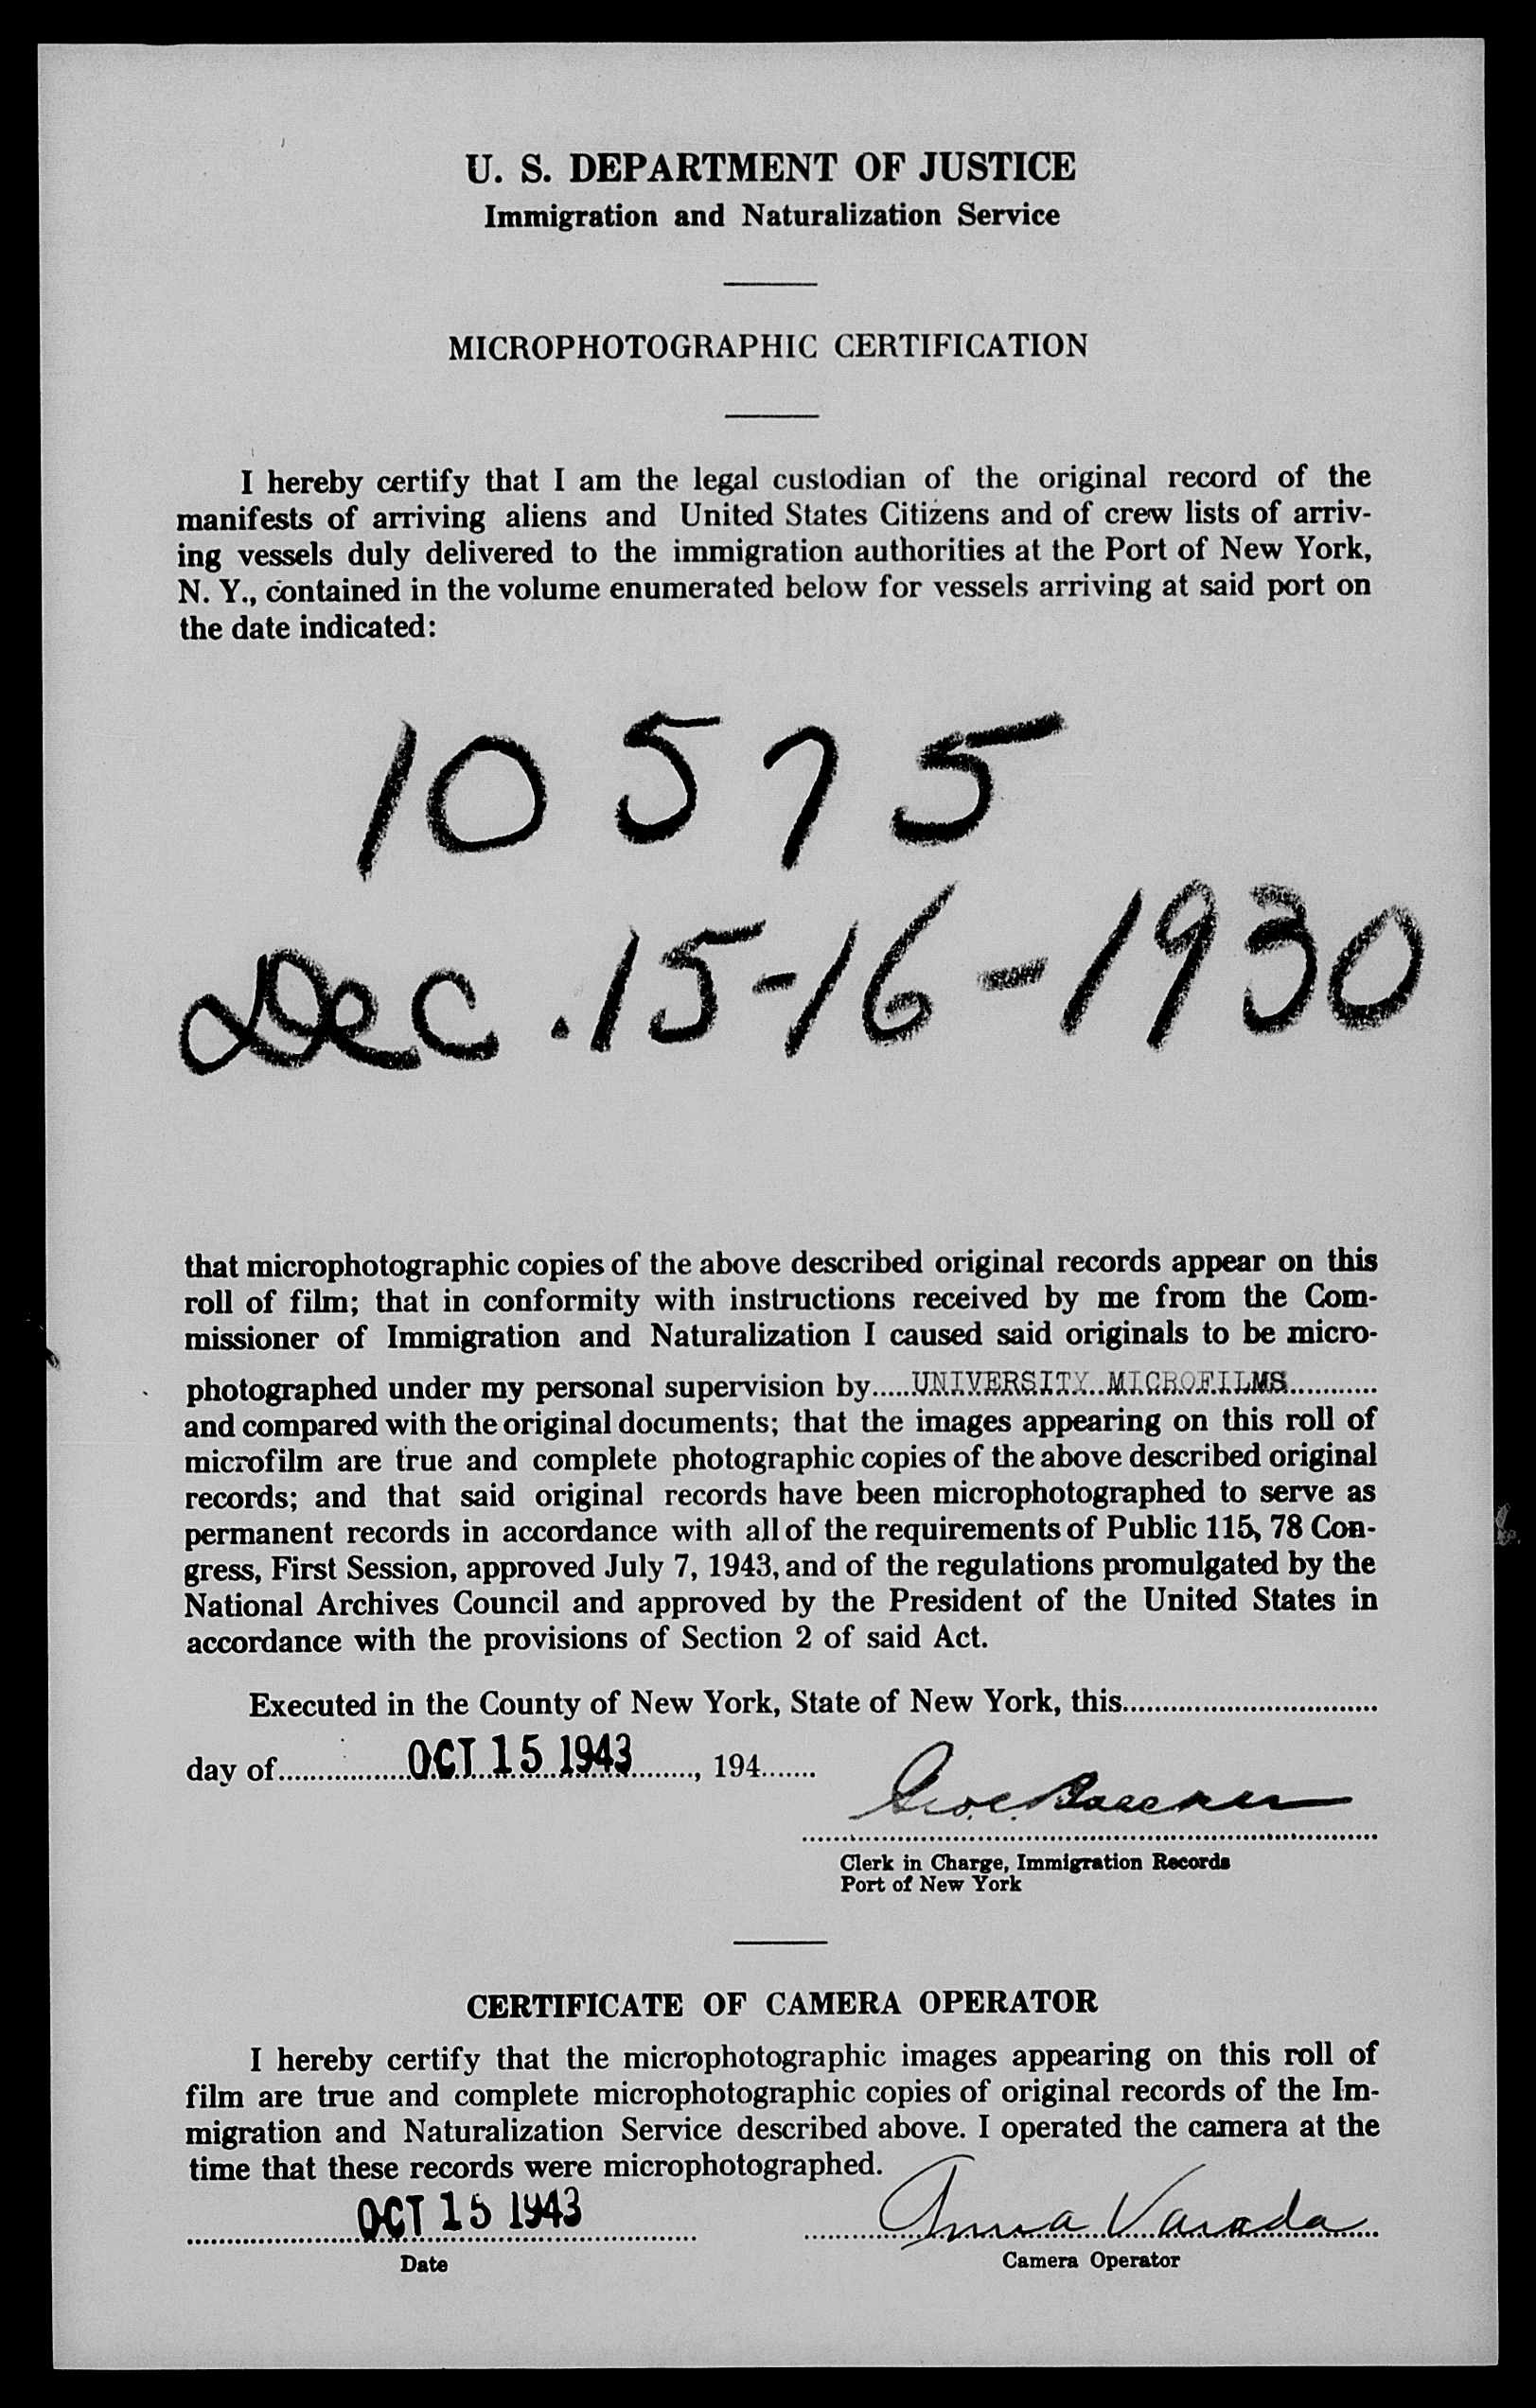 U. S. DEPARTMENT OF JUSTICE
Immigration and Naturalization Service
MICROPHOTOGRAPHIC CERTIFICATION
I hereby certify that I am the legal custodian of the original record of the
manifests of arriving aliens and United States Citizens and of crew lists of arriv-
ing vessels duly delivered to the immigration authorities at the Port of New York,
N. Y., contained in the volume enumerated below for vessels arriving at said port on
the date indicated:
10575
Dec. 15-16-1930
that microphotographic copies of the above described original records appear on this
roll of film; that in conformity with instructions received by me from the Com-
missioner of Immigration and Naturalization I caused said originals to be micro-
photographed under my personal supervision by.....UNIVERSITY MICROFILMS............
and compared with the original documents; that the images appearing on this roll of
microfilm are true and complete photographic copies of the above described original
records; and that said original records have been microphotographed to serve as
permanent records in accordance with all of the requirements of Public 115, 78 Con-
gress, First Session, approved July 7, 1943, and of the regulations promulgated by the
National Archives Council and approved by the President of the United States in
accordance with the provisions of Section 2 of said Act.
Executed in the County of New York, State of New York, this................................
day of.................OCT 15 1943........, 194.......
Clerk in Charge, Immigration Records
Port of New York
CERTIFICATE OF CAMERA OPERATOR
I hereby certify that the microphotographic images appearing on this roll of
film are true and complete microphotographic copies of original records of the Im-
migration and Naturalization Service described above. I operated the camera at the
time that these records were microphotographed.
OCT 15 1943 Anna Varada
Date Camera Operator